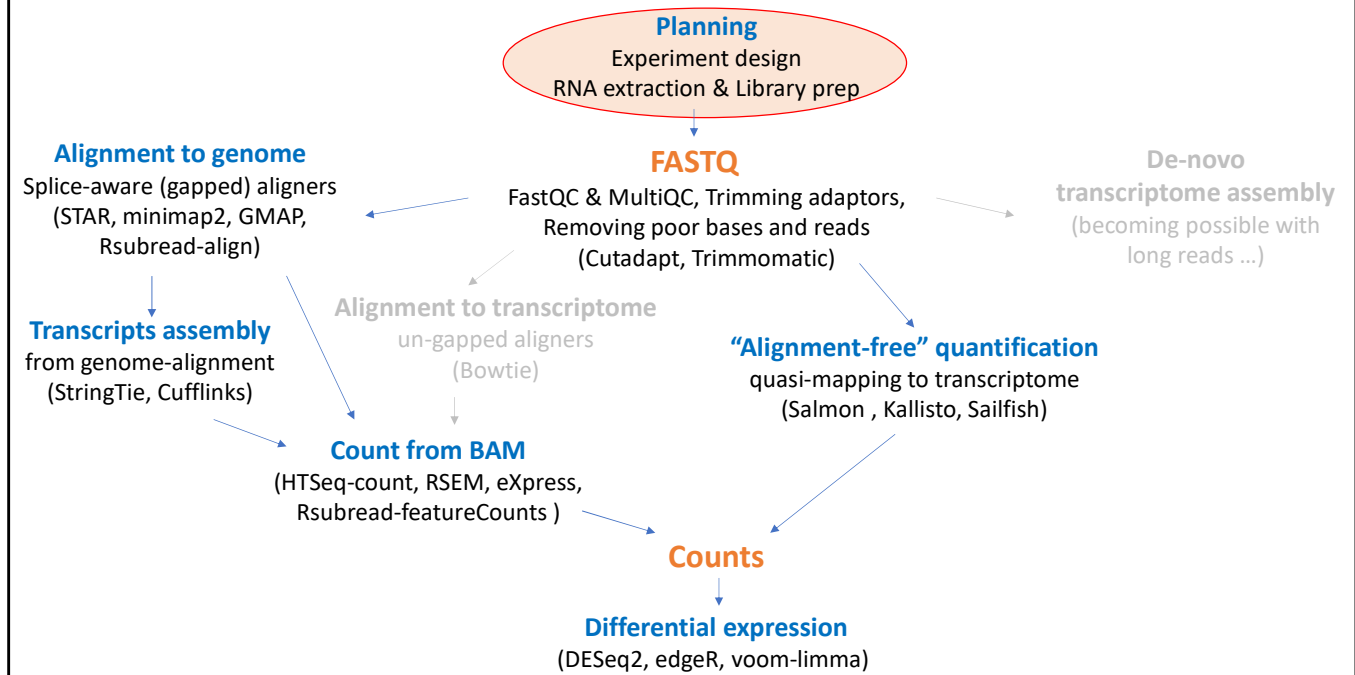 Planning
Experiment design
RNA extraction & Library prep
Alignment to genome
Splice-aware (gapped) aligners
(STAR, minimap2, GMAP,
Rsubread-align)
FASTQ
FastQC & MultiQC, Trimming adaptors,
Removing poor bases and reads
(Cutadapt, Trimmomatic)
De-novo
transcriptome assembly
(becoming possible with
long reads ...)
Transcripts assembly
from genome-alignment
(StringTie, Cufflinks)
Alignment to transcriptome
un-gapped aligners
(Bowtie)
“Alignment-free” quantification
quasi-mapping to transcriptome
(Salmon , Kallisto, Sailfish)
Count from BAM
(HTSeq-count, RSEM, eXpress,
Rsubread-featureCounts )
Counts
Differential expression
(DESeq2, edgeR, voom-limma)